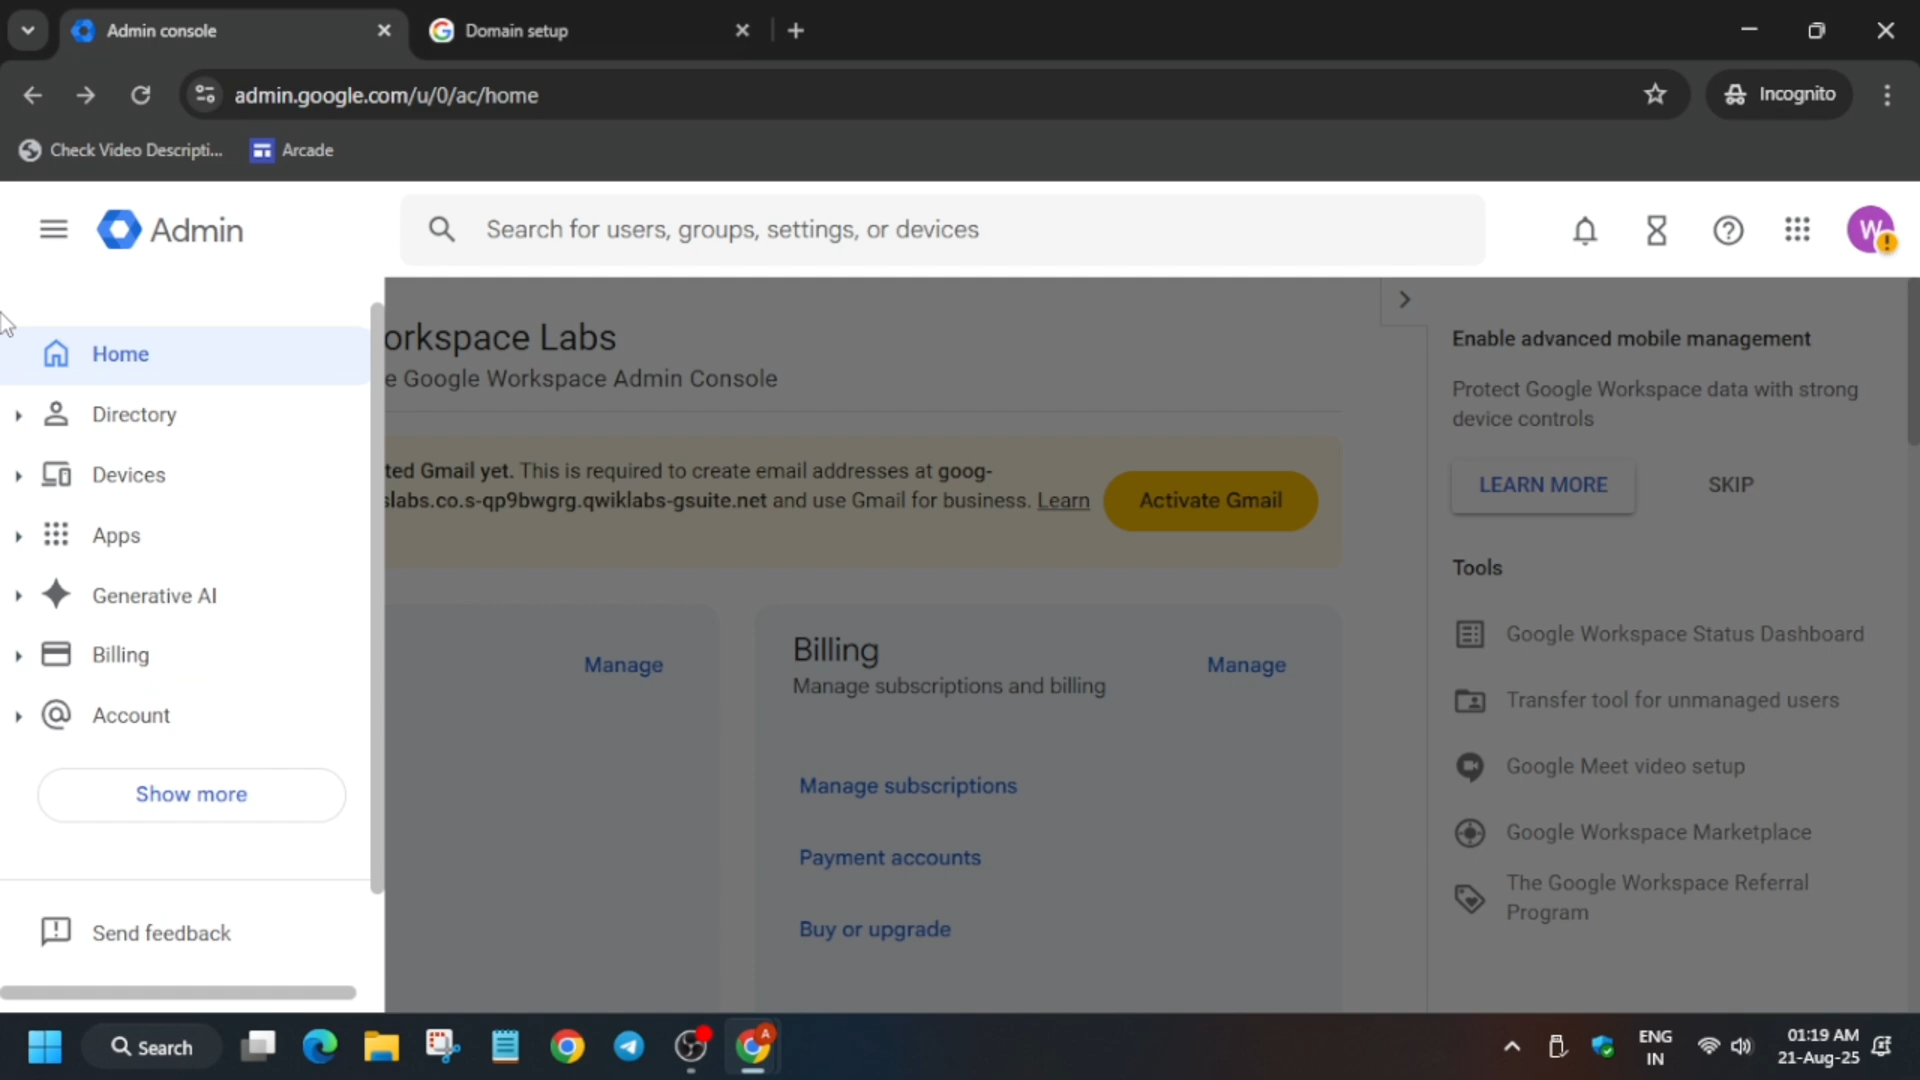 Admin console
Domain setup
admin.google.com/u/0/ac/home
Incognito
Check Video Descripti...
Arcade
Admin
Search for users, groups, settings, or devices
W
Home
Directory
Devices
Apps
Generative AI
Billing
Account
Show more
Send feedback
orkspace Labs
e Google Workspace Admin Console
ted Gmail yet. This is required to create email addresses at goog-
slabs.co.s-qp9bwgrg.qwiklabs-gsuite.net and use Gmail for business. Learn
Activate Gmail
Manage
Billing
Manage subscriptions and billing
Manage
Manage subscriptions
Payment accounts
Buy or upgrade
Enable advanced mobile management
Protect Google Workspace data with strong
device controls
LEARN MORE
SKIP
Tools
Google Workspace Status Dashboard
Transfer tool for unmanaged users
Google Meet video setup
Google Workspace Marketplace
The Google Workspace Referral
Program
Search
A
ENG
IN
01:19 AM
21-Aug-25